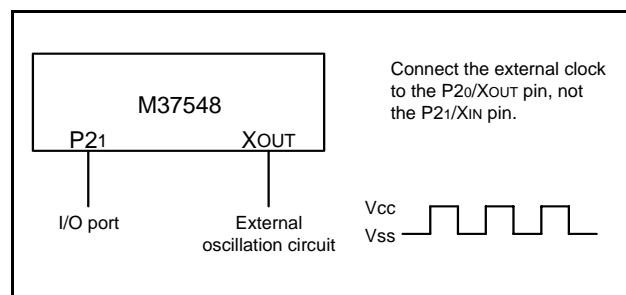 M37548
P21
XOUT
I/O port
External
oscillation circuit
Connect the external clock
to the P20/XOUT pin, not
the P21/XIN pin.
Vcc
Vss